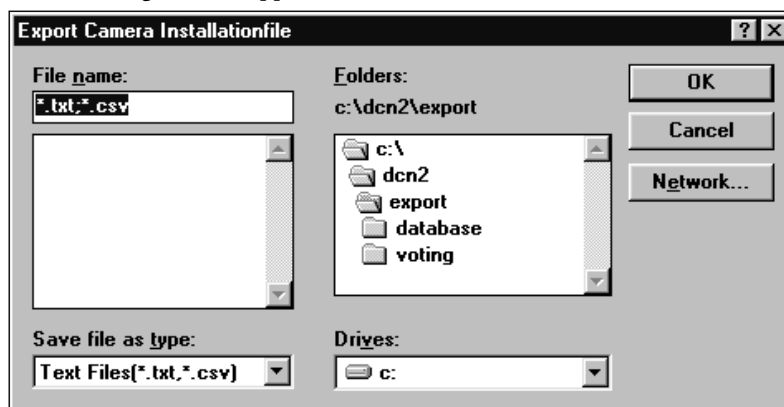 Export Camera Installationfile
File name:
*.txt;*.csv
Folders:
c:\dcn2\export
c:\
dcn2
export
database
voting
OK
Cancel
Network...
Save file as type:
Text Files(*.txt,*.csv)
Drives:
c: